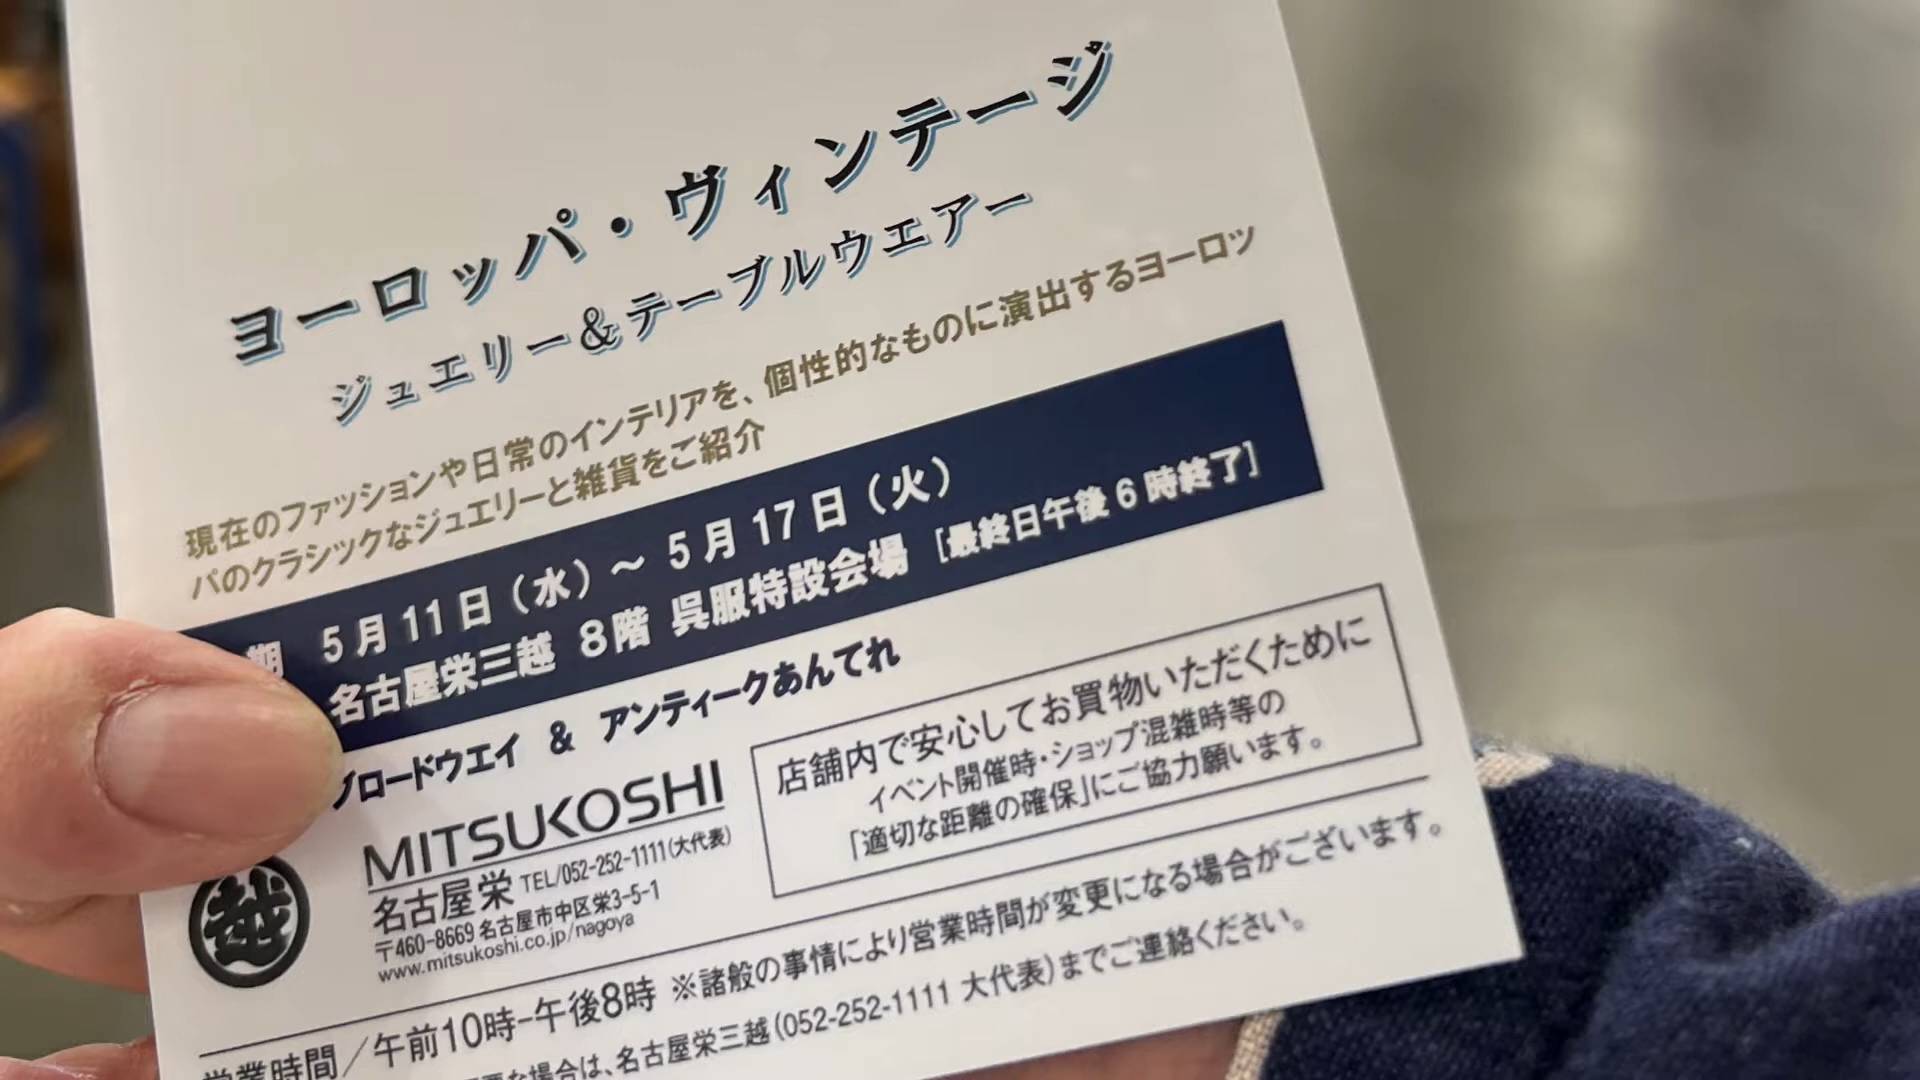 ヨーロッパ・ヴィンテージ
ジュエリー&テーブルウエアー
現在のファッションや日常のインテリアを、個性的なものに演出するヨーロッ
パのクラシックなジュエリーと雑貨をご紹介
期 5月11日(水)～5月17日(火)
名古屋栄三越 8階 呉服特設会場 [最終日午後6時終了]
ブロードウエイ & アンティークあんてれ
越
MITSUKOSHI
名古屋栄 TEL/052-252-1111(大代表)
〒460-8669 名古屋市中区栄3-5-1
www.mitsukoshi.co.jp/nagoya
店舗内で安心してお買物いただくために
イベント開催時・ショップ混雑時等の
「適切な距離の確保」にご協力願います。
営業時間／午前10時-午後8時 ※諸般の事情により営業時間が変更になる場合がございます。
な場合は、名古屋栄三越(052-252-1111 大代表)までご連絡ください。